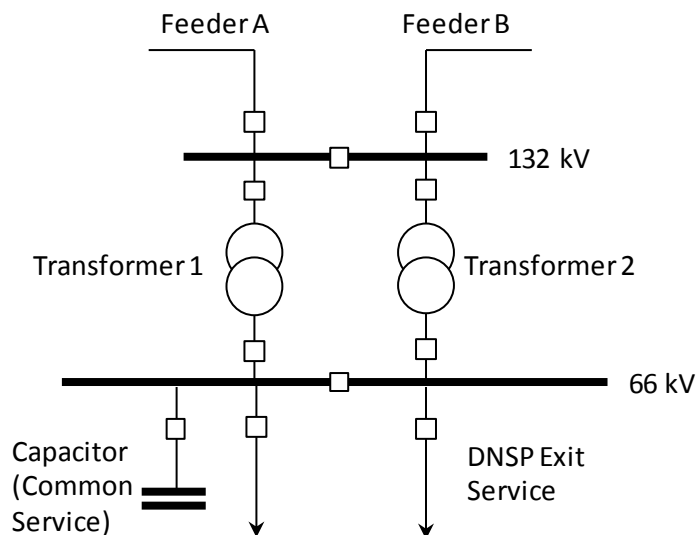 Feeder A
Feeder B
132 kV
Transformer 1
Transformer 2
66 kV
Capacitor
(Common
Service)
DNSP Exit
Service